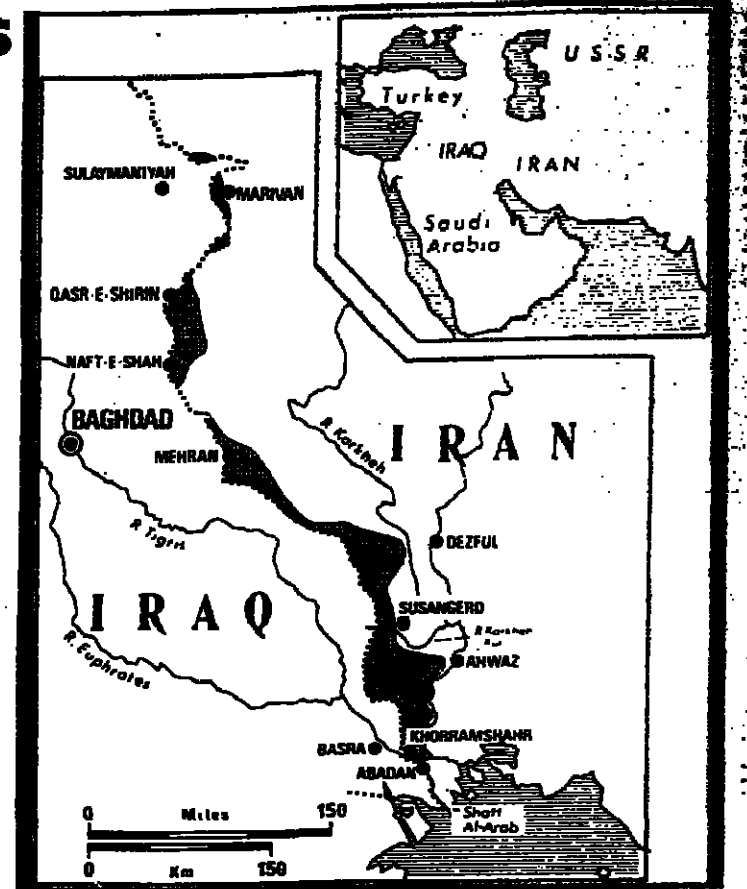 USSR
Turkey
IRAQ
IRAN
Saudi
Arabia
SULAYMANIYAH
MARIVAN
QASR-E-SHIRIN
NAFT-E-SHAH
BAGHDAD
MEHRAN
R Karkheh
IRAN
R Tigris
DEZFUL
IRAQ
SUSANGERD
R. Euphrates
AHWAZ
BASRA
KHORRAMSHAHR
ABADAN
Shatt
Al-Arab
0 Miles 150
0 Km 150